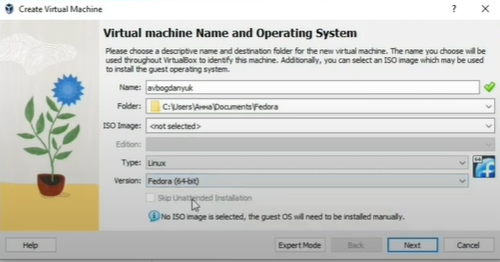 Create Virtual Machine
Virtual machine Name and Operating System
Please choose a descriptive name and destination folder for the new virtual machine. The name you choose will be
used throughout VirtualBox to identify this machine. Additionally, you can select an ISO image which may be used
to install the guest operating system.
Name: avbogdanyuk
Folder: C:\Users\Анна\Documents\Fedora
ISO Image: <not selected>
Edition:
Type: Linux
64
Version: Fedora (64-bit)
Skip Unattended Installation
No ISO image is selected, the guest OS will need to be installed manually.
Help Expert Mode Back Next Cancel